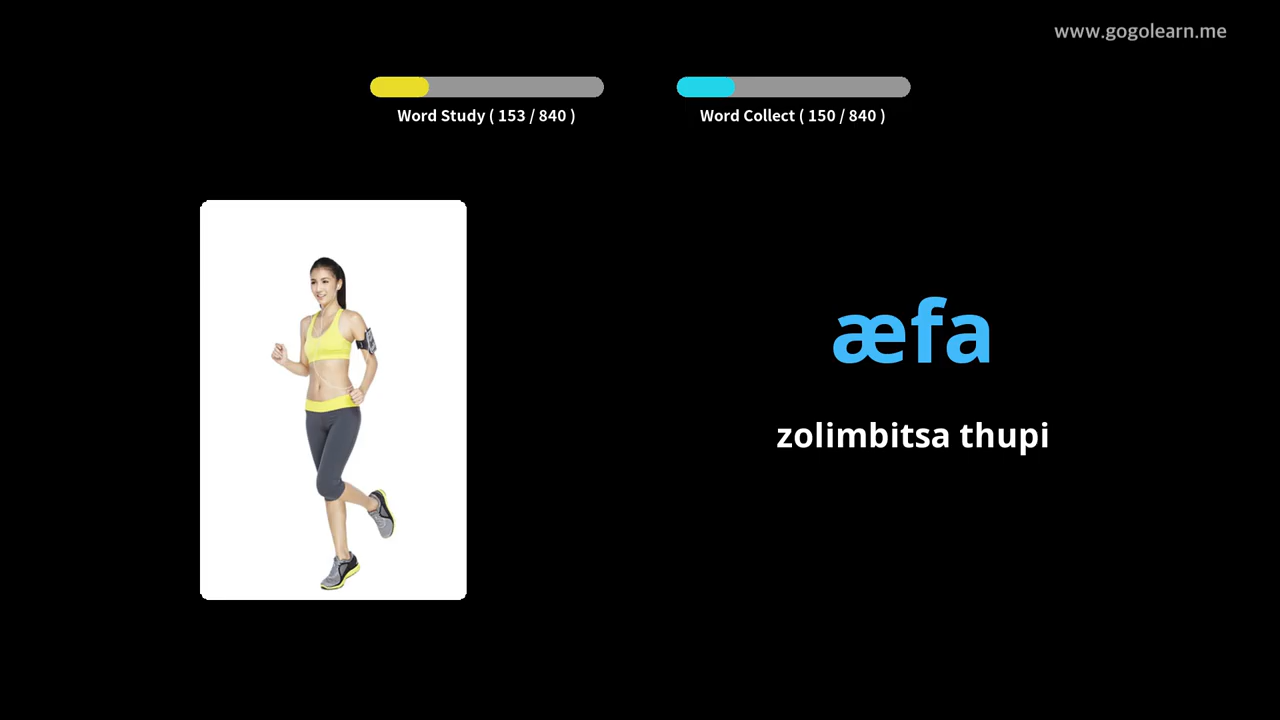 www.gogolearn.me
Word Study ( 153 / 840 )
Word Collect ( 150 / 840 )
æfa
zolimbitsa thupi